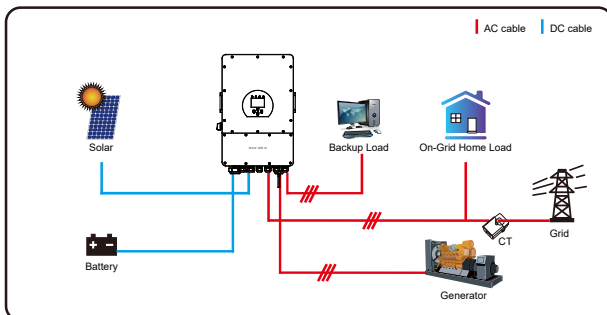 AC cable
DC cable
Solar
Backup Load
On-Grid Home Load
CT
Grid
Battery
Generator